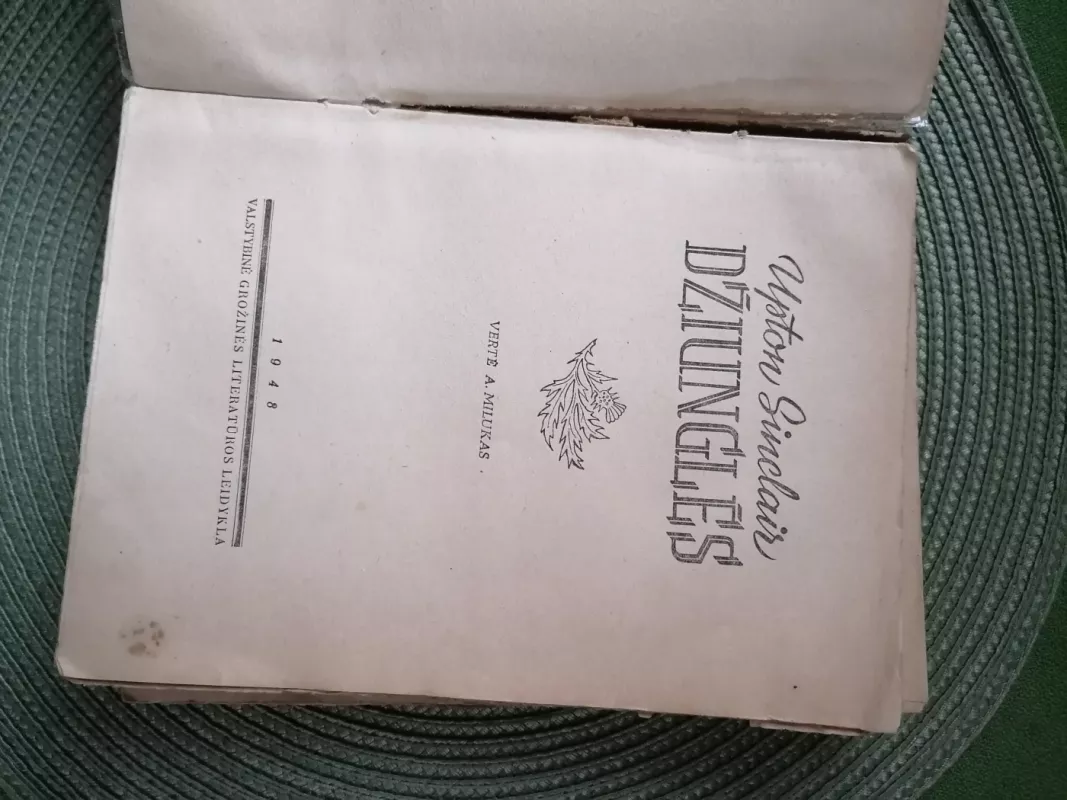 Upton Sinclair
DŽIUNGLĖS
VERTĖ A. MILUKAS
1948
VALSTYBINĖ GROŽINĖS LITERATŪROS LEIDYKLA